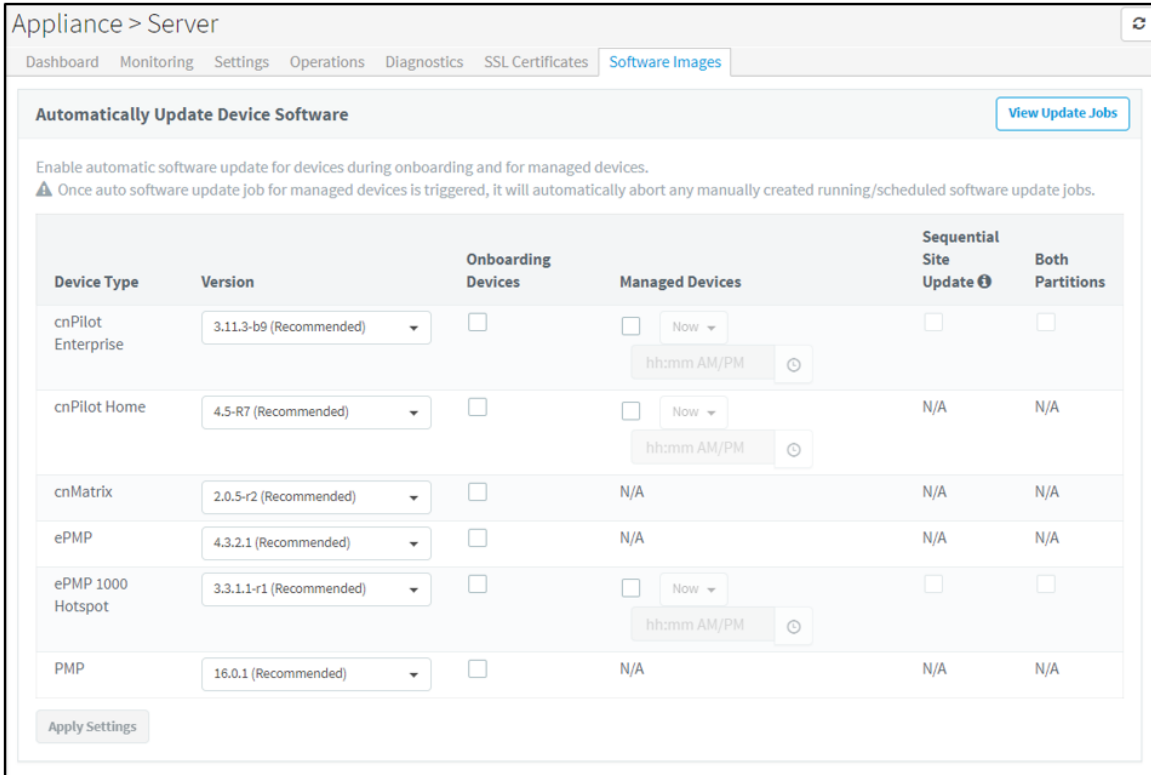 Appliance > Server
Dashboard Monitoring Settings Operations Diagnostics SSL Certificates Software Images
Automatically Update Device Software
View Update Jobs
Enable automatic software update for devices during onboarding and for managed devices.
Once auto software update job for managed devices is triggered, it will automatically abort any manually created running/scheduled software update jobs.
Device Type Version Onboarding Devices Managed Devices Sequential Site Update Both Partitions
cnPilot Enterprise 3.11.3-b9 (Recommended) Now
hh:mm AM/PM
cnPilot Home 4.5-R7 (Recommended) Now N/A N/A
hh:mm AM/PM
cnMatrix 2.0.5-r2 (Recommended) N/A N/A N/A
ePMP 4.3.2.1 (Recommended) N/A N/A N/A
ePMP 1000 Hotspot 3.3.1.1-r1 (Recommended) Now
hh:mm AM/PM
PMP 16.0.1 (Recommended) N/A N/A N/A
Apply Settings